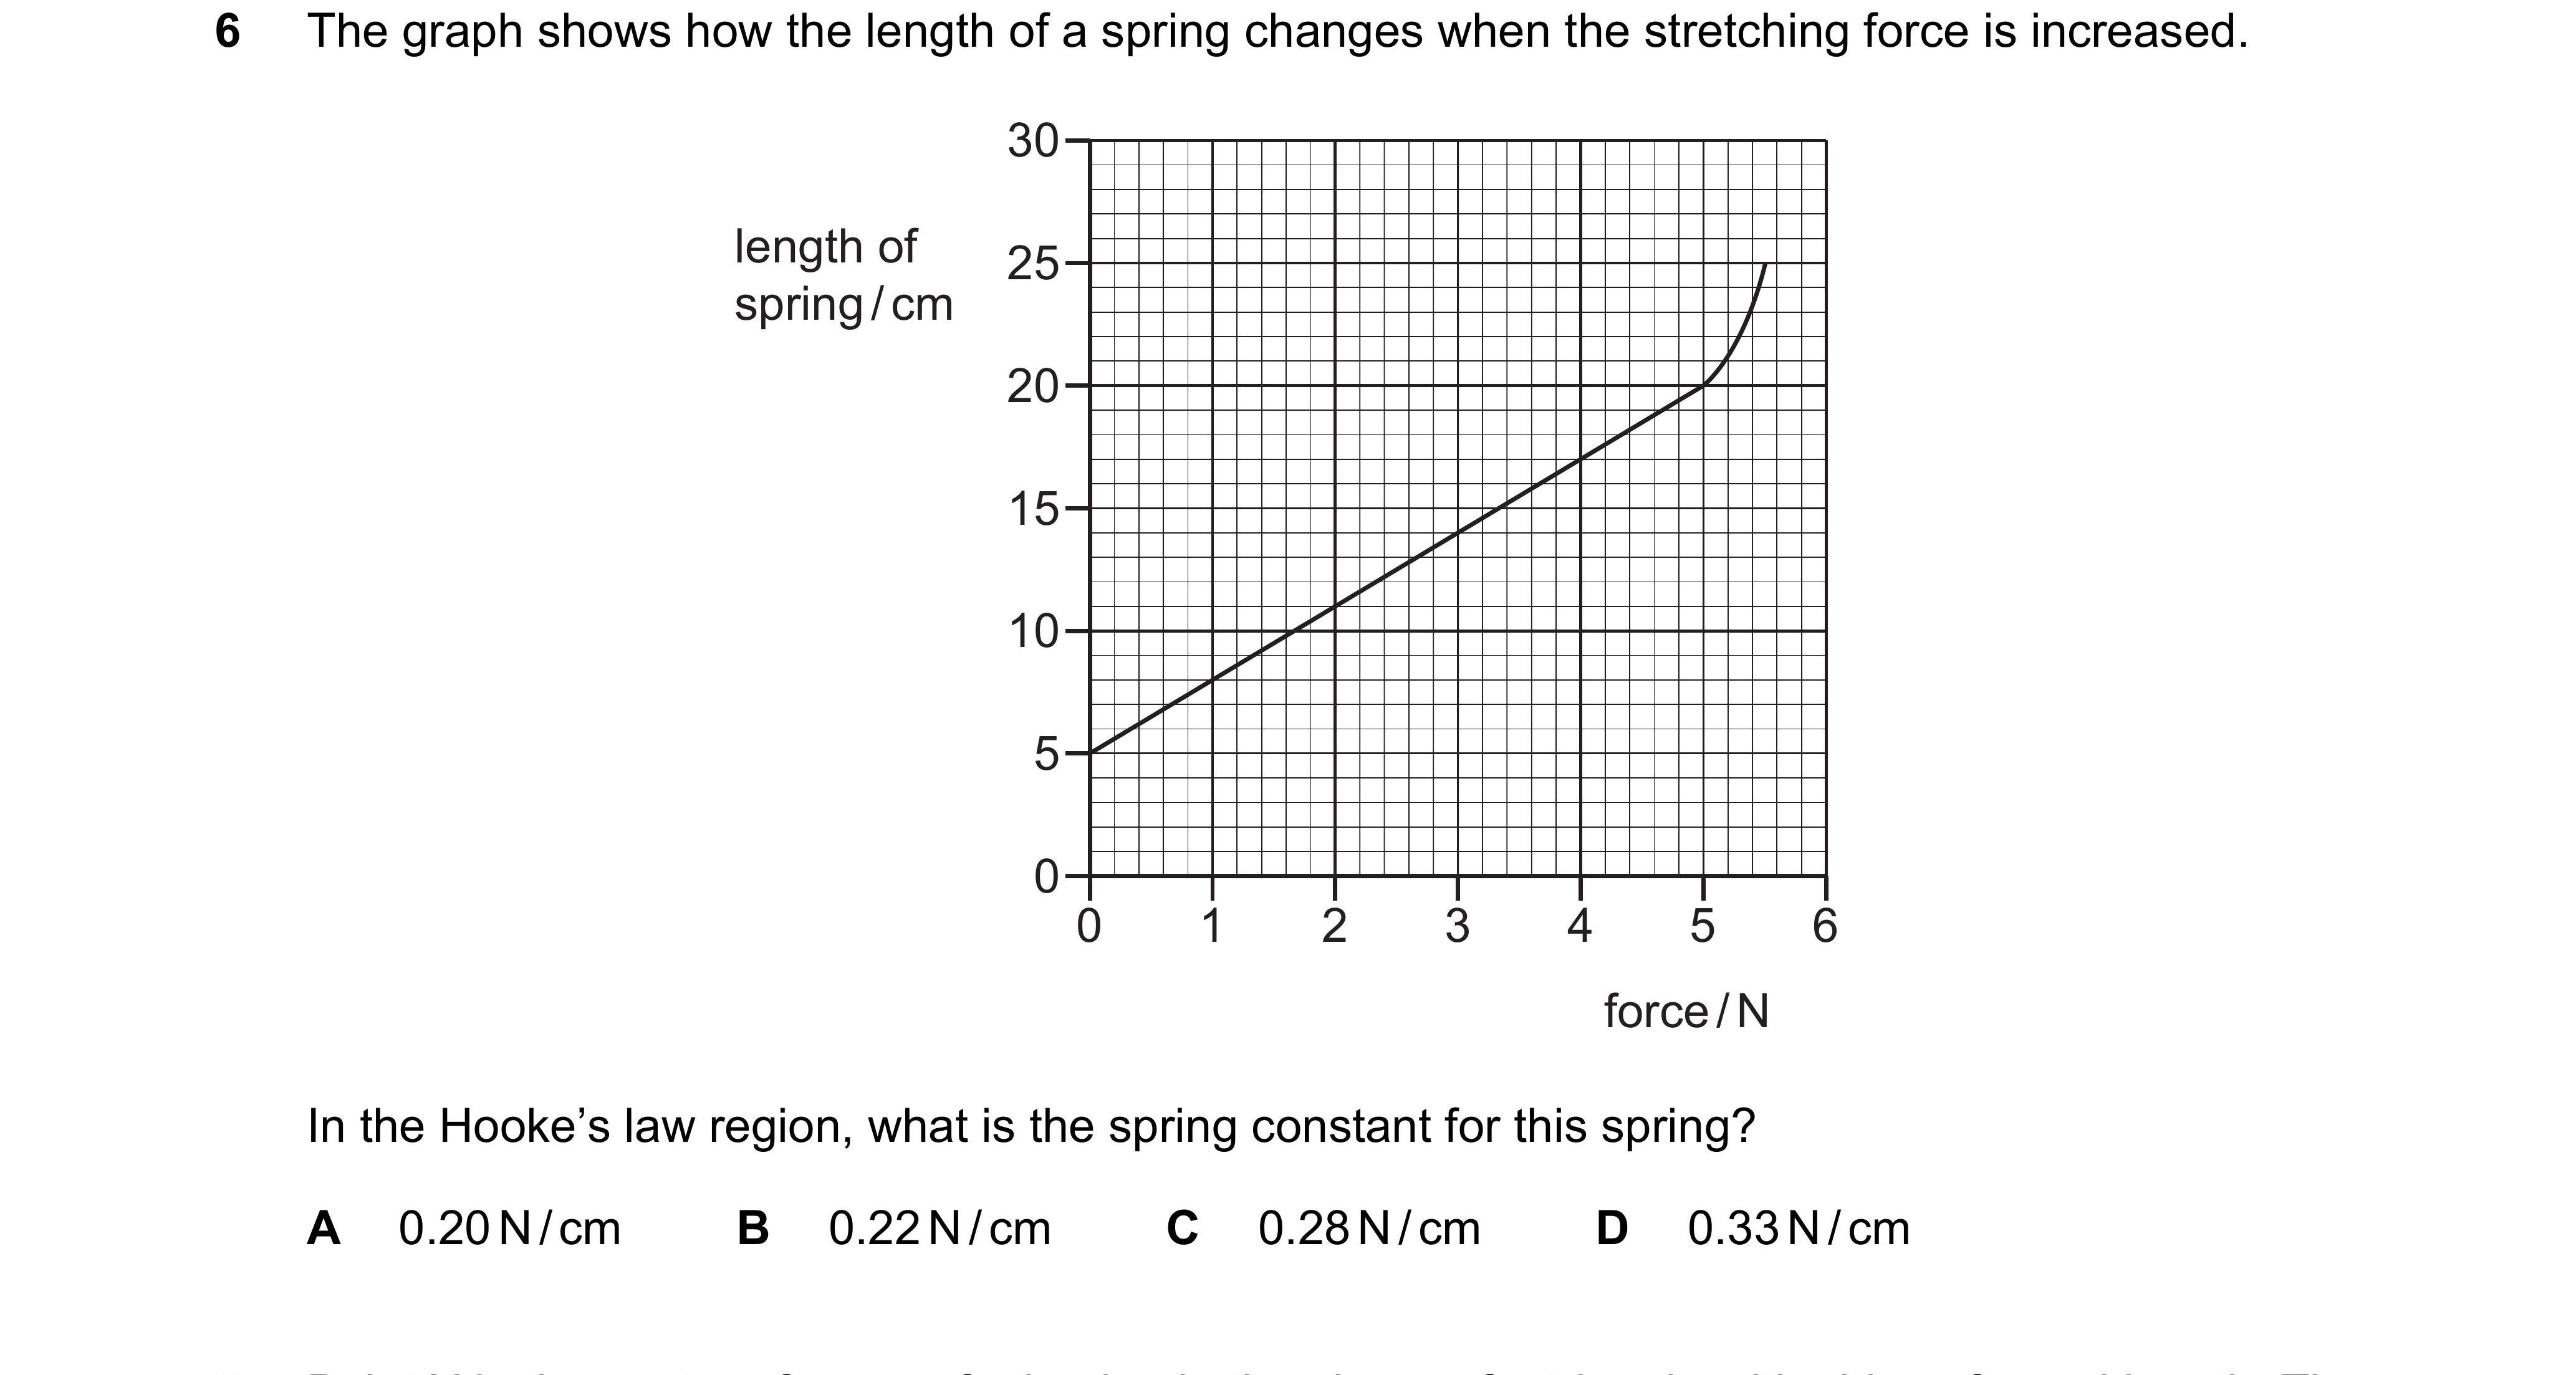 6 The graph shows how the length of a spring changes when the stretching force is increased.
30
length of
spring / cm
25
20
15
10
5
0
0 1 2 3 4 5 6
force / N
In the Hooke’s law region, what is the spring constant for this spring?
A 0.20 N / cm B 0.22 N / cm C 0.28 N / cm D 0.33 N / cm